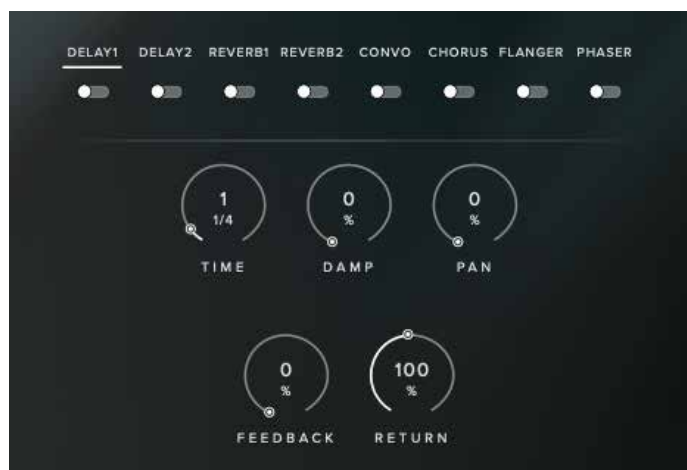 DELAY1 DELAY2 REVERB1 REVERB2 CONVO CHORUS FLANGER PHASER
1 0 0
1/4 % %
TIME DAMP PAN
0 100
% %
FEEDBACK RETURN